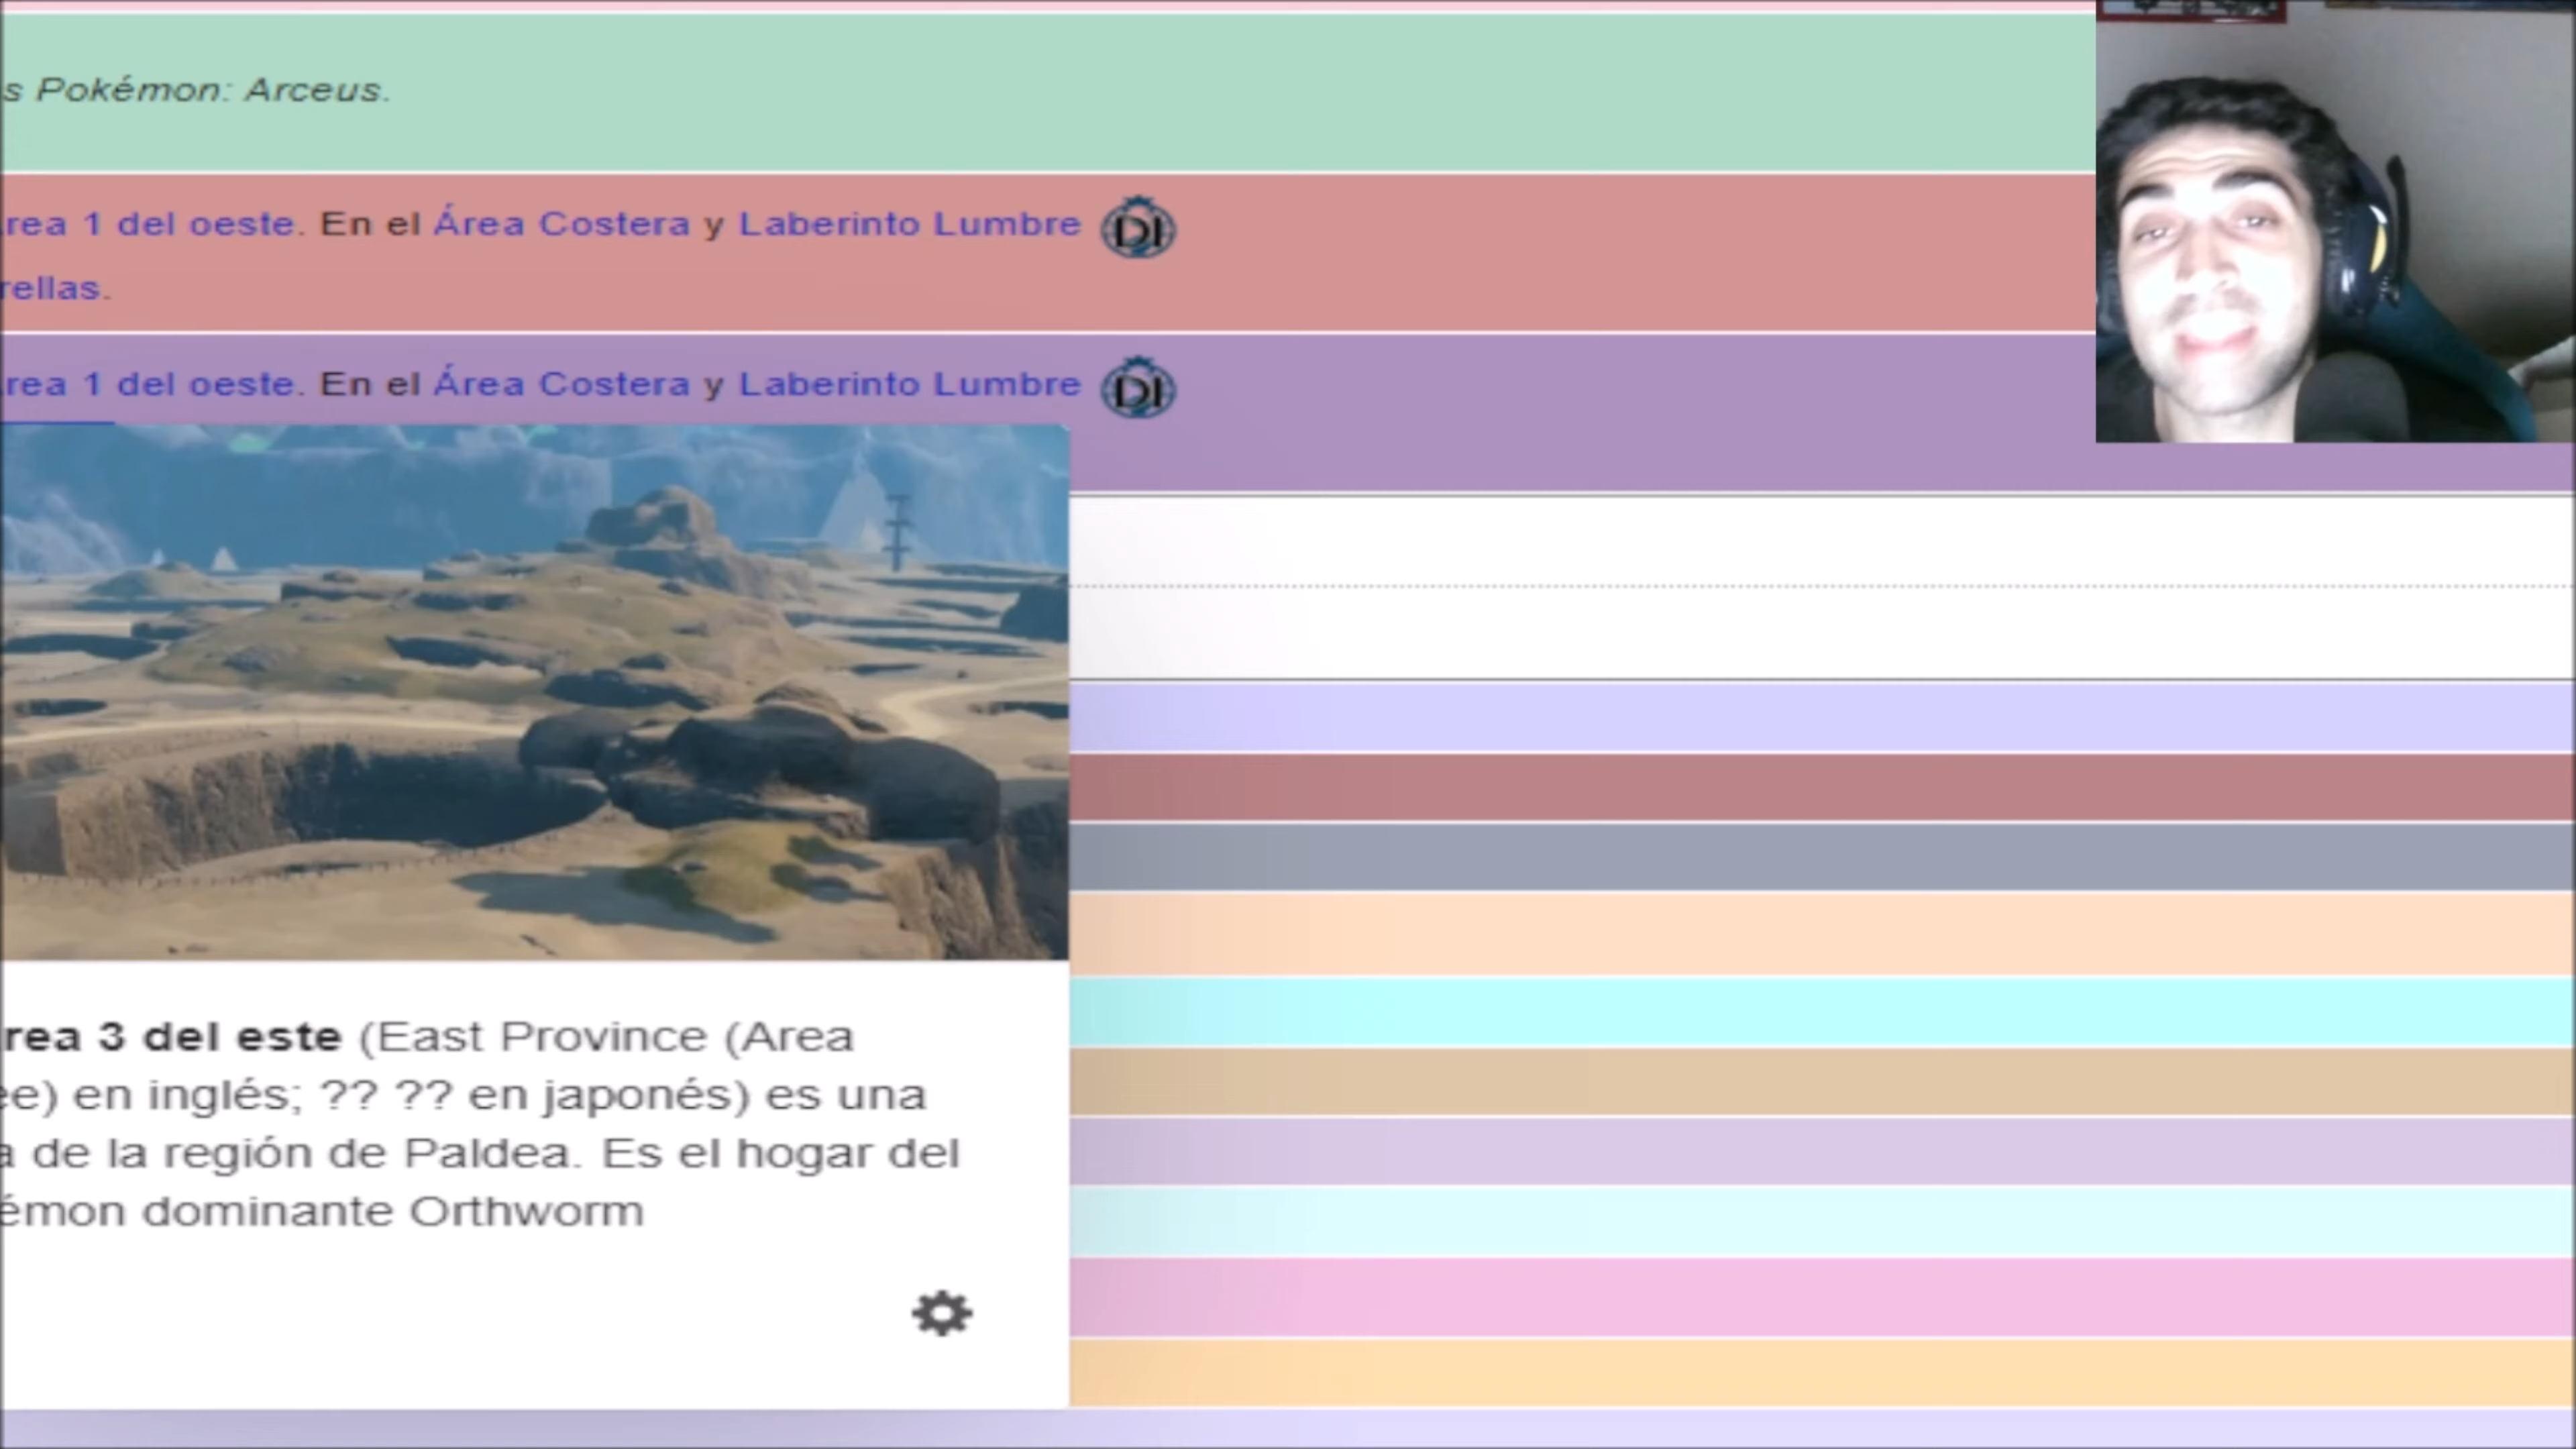 s Pokémon: Arceus.
rea 1 del oeste. En el Área Costera y Laberinto Lumbre DI
rellas.
rea 1 del oeste. En el Área Costera y Laberinto Lumbre DI
rea 3 del este (East Province (Area
ee) en inglés; ?? ?? en japonés) es una
a de la región de Paldea. Es el hogar del
émon dominante Orthworm